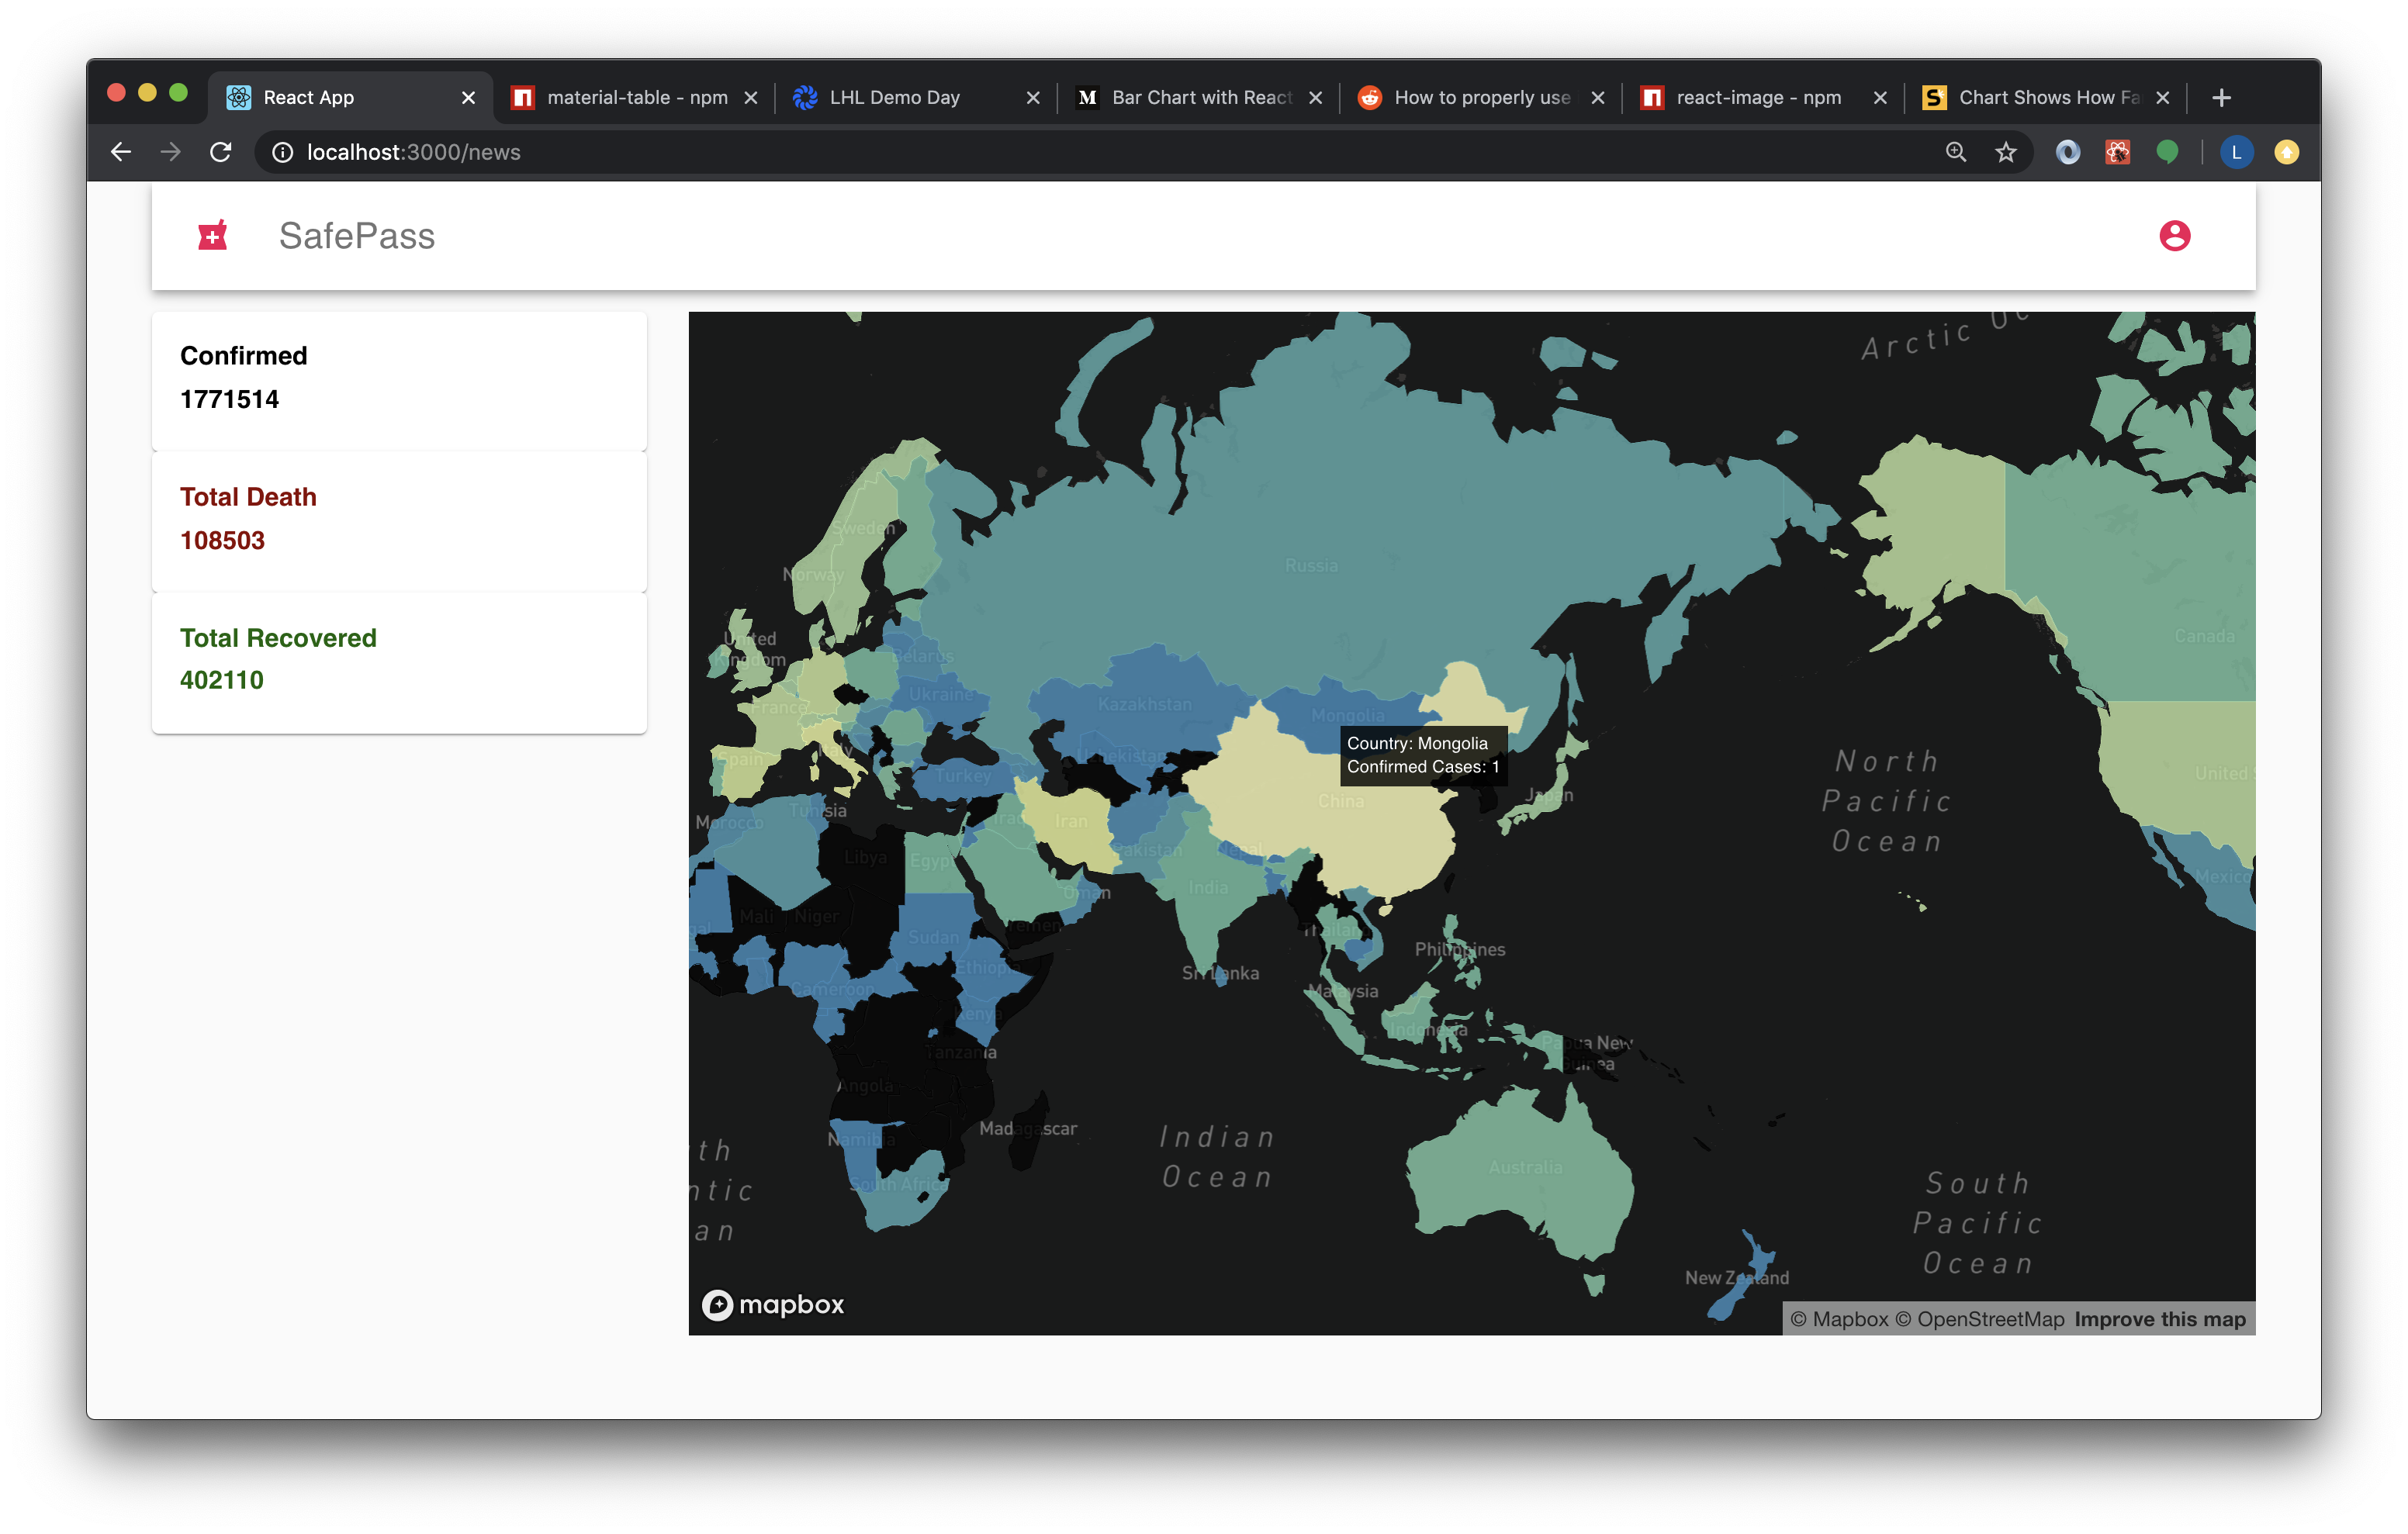 React App
material-table - npm
LHL Demo Day
M Bar Chart with React
How to properly use
react-image - npm
S Chart Shows How Fa
localhost:3000/news
L
SafePass
Confirmed
1771514
Total Death
108503
Total Recovered
402110
Arctic Oc
Sweden
Norway
Russia
Canada
United
Kingdom
Belarus
Ukraine
France
Kazakhstan
Mongolia
Country: Mongolia
Confirmed Cases: 1
Italy
Spain
Uzbekistan
Turkey
North
Pacific
Ocean
United S
Japan
China
Tunisia
Morocco
Iraq
Iran
Libya
Egypt
Pakistan
Nepal
India
Oman
Mexico
Mali
Niger
Yemen
gal
Sudan
Thailan
Philippines
Ethiopia
Sri Lanka
Cameroon
Malaysia
Kenya
Indonesia
Papua New
Guinea
Tanzania
Angola
Madagascar
Namibia
Indian
Ocean
th
ntic
an
Australia
South Africa
South
Pacific
Ocean
New Zealand
mapbox
© Mapbox © OpenStreetMap Improve this map